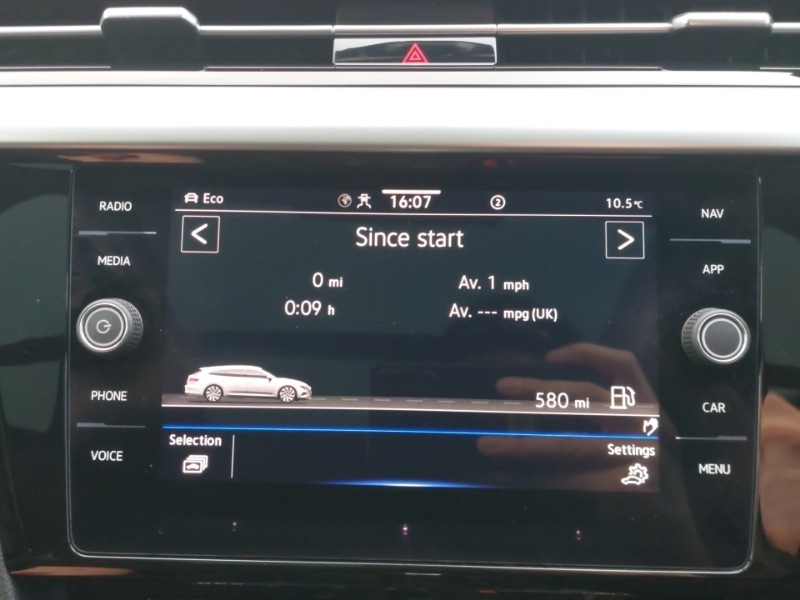 Eco 16:07 2 10.5°C
RADIO
NAV
Since start
MEDIA
APP
0 mi Av. 1 mph
0:09 h Av. --- mpg (UK)
PHONE
580 mi
CAR
Selection
Settings
VOICE
MENU